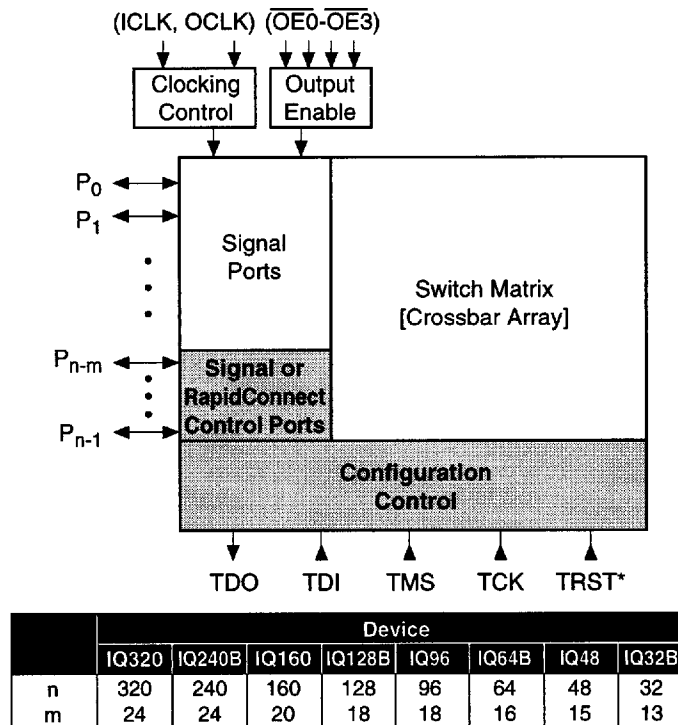 (ICLK, OCLK) (OE0-OE3)
Clocking Control
Output Enable
P0
P1
Signal Ports
Switch Matrix [Crossbar Array]
Pn-m
Signal or RapidConnect Control Ports
Pn-1
Configuration Control
TDO TDI TMS TCK TRST*
Device
IQ320 IQ240B IQ160 IQ128B IQ96 IQ64B IQ48 IQ32B
n 320 240 160 128 96 64 48 32
m 24 24 20 18 18 16 15 13